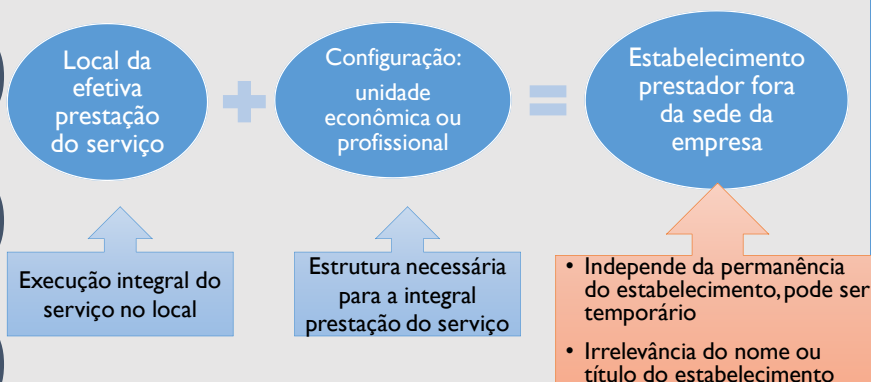 Local da
efetiva
prestação
do serviço
Configuração:
unidade
econômica ou
profissional
Estabelecimento
prestador fora
da sede da
empresa
Execução integral do
serviço no local
Estrutura necessária
para a integral
prestação do serviço
• Independe da permanência
do estabelecimento, pode ser
temporário
• Irrelevância do nome ou
título do estabelecimento